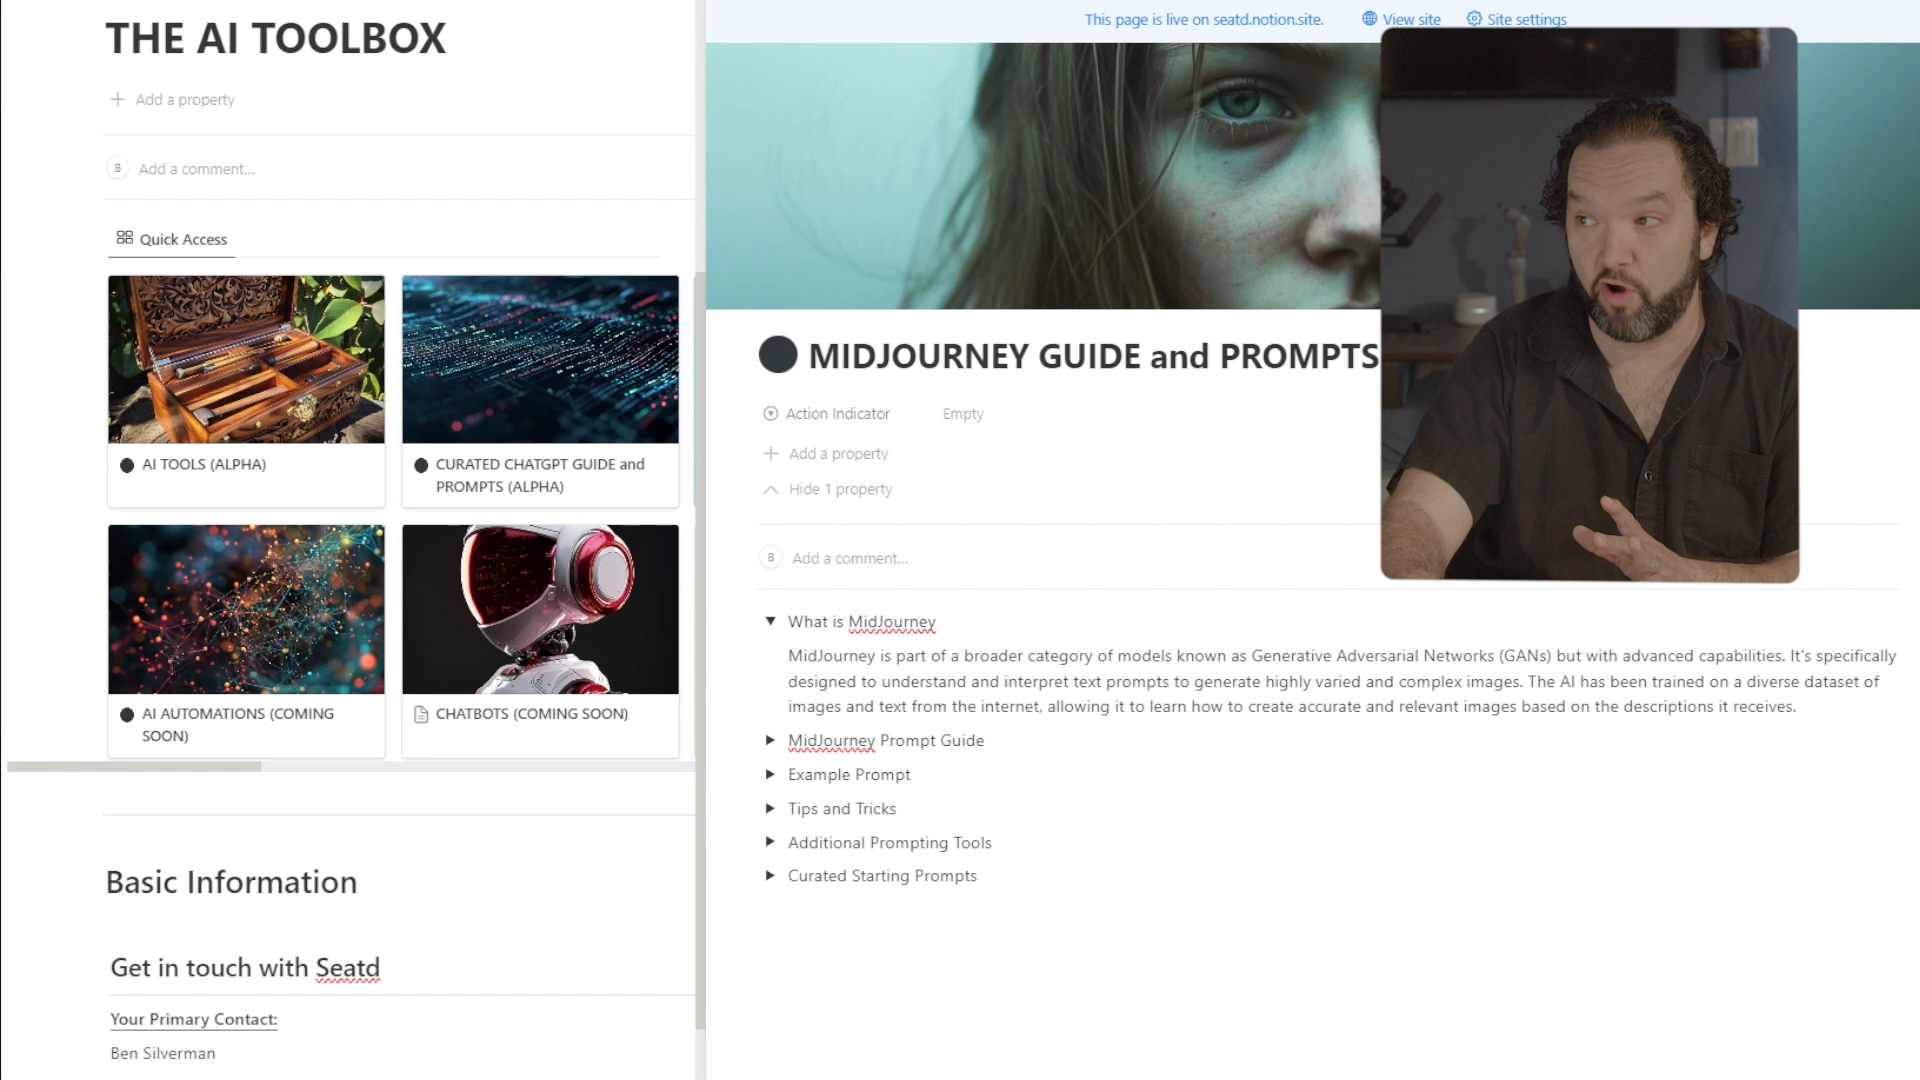 THE AI TOOLBOX
Add a property
B Add a comment...
Quick Access
AI TOOLS (ALPHA)
CURATED CHATGPT GUIDE and
PROMPTS (ALPHA)
AI AUTOMATIONS (COMING
SOON)
CHATBOTS (COMING SOON)
Basic Information
Get in touch with Seatd
Your Primary Contact:
Ben Silverman
This page is live on seatd.notion.site.
View site
Site settings
MIDJOURNEY GUIDE and PROMPTS
Action Indicator Empty
Add a property
Hide 1 property
B Add a comment...
What is MidJourney
MidJourney is part of a broader category of models known as Generative Adversarial Networks (GANs) but with advanced capabilities. It's specifically
designed to understand and interpret text prompts to generate highly varied and complex images. The AI has been trained on a diverse dataset of
images and text from the internet, allowing it to learn how to create accurate and relevant images based on the descriptions it receives.
MidJourney Prompt Guide
Example Prompt
Tips and Tricks
Additional Prompting Tools
Curated Starting Prompts